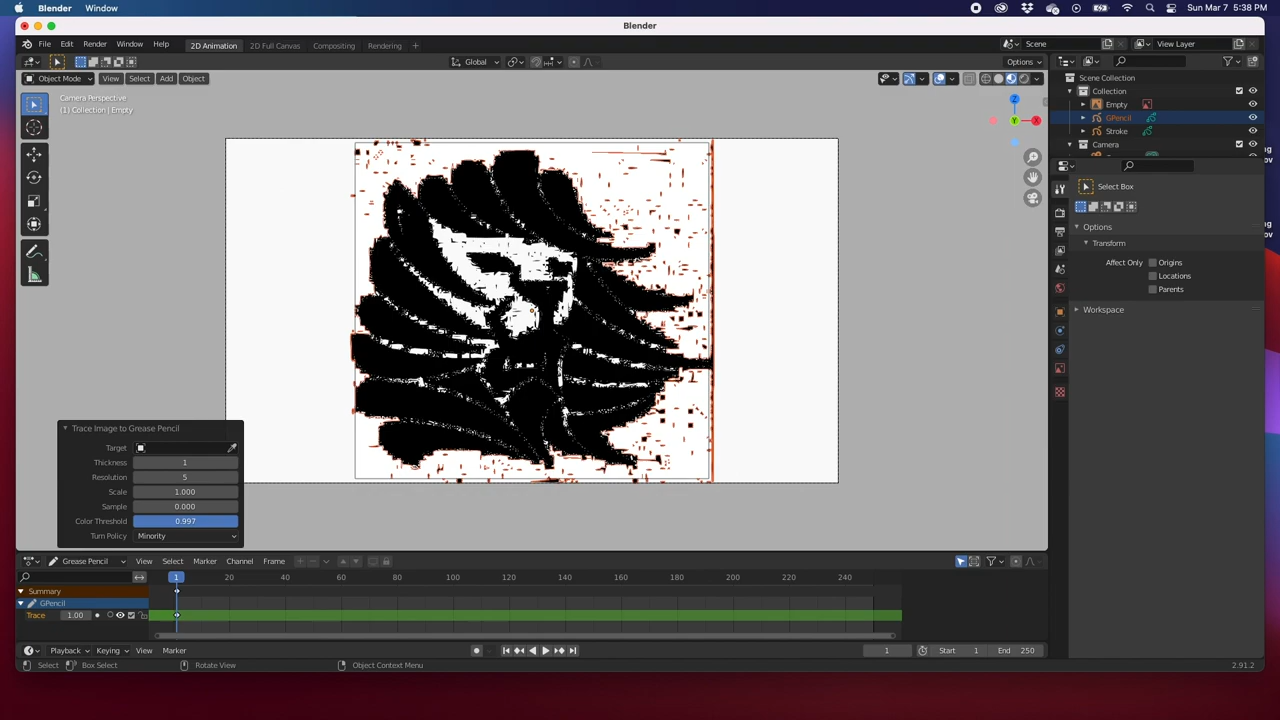 Blender Window Sun Mar 7 5:38 PM
Blender
File Edit Render Window Help 2D Animation 2D Full Canvas Compositing Rendering + Scene View Layer
Global Options
Object Mode View Select Add Object
Camera Perspective
(1) Collection | Empty
Scene Collection
Collection
Empty
GPencil
Stroke
Camera
Select Box
Options
Transform
Affect Only Origins
Locations
Parents
Workspace
Z
Y
X
Trace Image to Grease Pencil
Target
Thickness 1
Resolution 5
Scale 1.000
Sample 0.000
Color Threshold 0.997
Turn Policy Minority
Grease Pencil View Select Marker Channel Frame
1 20 40 60 80 100 120 140 160 180 200 220 240
Summary
GPencil
Trace 1.00
Playback Keying View Marker 1 Start 1 End 250
Select Box Select Rotate View Object Context Menu 2.91.2